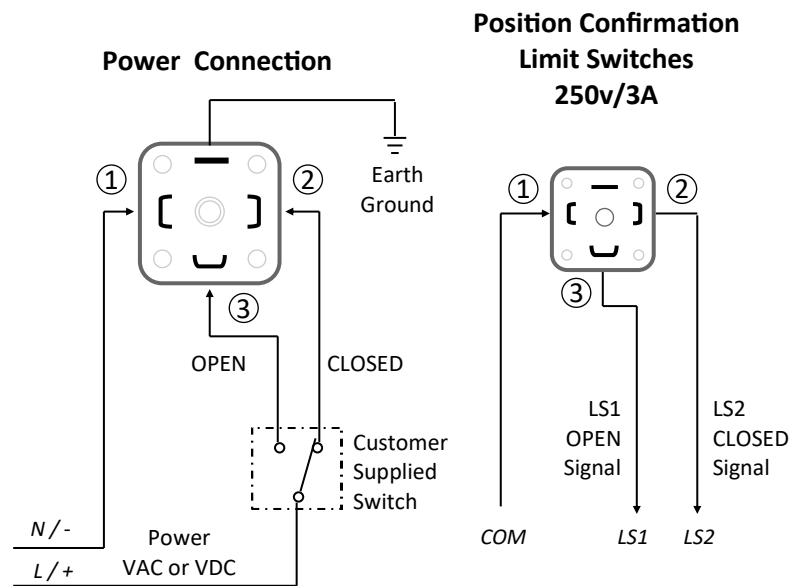 Power Connection
Position Confirmation
Limit Switches
250v/3A
Earth
Ground
1
2
3
OPEN
CLOSED
Customer
Supplied
Switch
N / -
L / +
Power
VAC or VDC
1
2
3
LS1
OPEN
Signal
LS2
CLOSED
Signal
COM
LS1
LS2